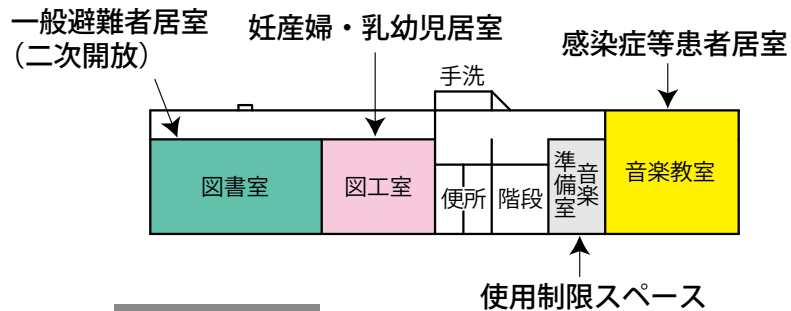 一般避難者居室
（二次開放）
妊産婦・乳幼児居室
感染症等患者居室
手洗
図書室
図工室
便所
階段
音楽
準備室
音楽教室
使用制限スペース